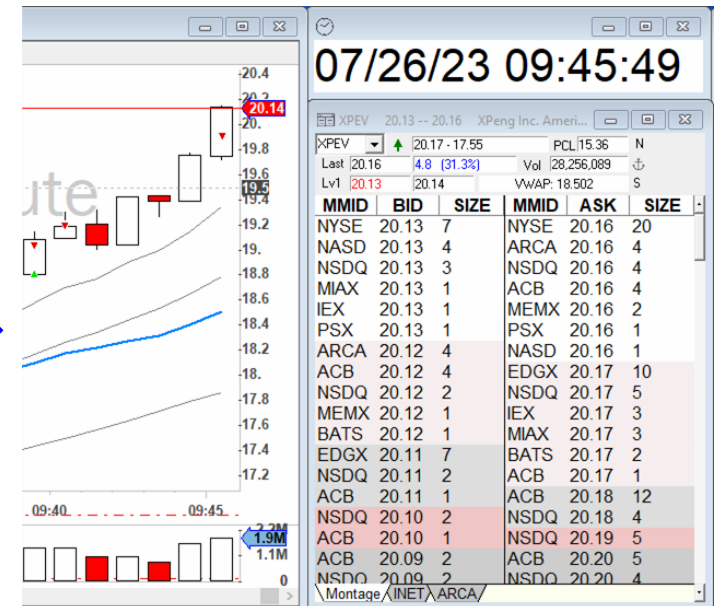 20.4
20.2
20.14
20.
19.8
19.6
19.5
19.4
19.2
19.
18.8
18.6
18.4
18.2
18.
17.8
17.6
17.4
17.2
ute
09:40
09:45
2.2M
1.9M
1.1M
0
07/26/23 09:45:49
XPEV 20.13 -- 20.16 XPeng Inc. Ameri...
XPEV 20.17 - 17.55 PCL 15.36 N
Last 20.16 4.8 (31.3%) Vol 28,256,089
Lv1 20.13 20.14 VWAP: 18.502 S
MMID BID SIZE MMID ASK SIZE
NYSE 20.13 7 NYSE 20.16 20
NASD 20.13 4 ARCA 20.16 4
NSDQ 20.13 3 NSDQ 20.16 4
MIAX 20.13 1 ACB 20.16 4
IEX 20.13 1 MEMX 20.16 2
PSX 20.13 1 PSX 20.16 1
ARCA 20.12 4 NASD 20.16 1
ACB 20.12 4 EDGX 20.17 10
NSDQ 20.12 2 NSDQ 20.17 5
MEMX 20.12 1 IEX 20.17 3
BATS 20.12 1 MIAX 20.17 3
EDGX 20.11 7 BATS 20.17 2
NSDQ 20.11 2 ACB 20.17 1
ACB 20.11 1 ACB 20.18 12
NSDQ 20.10 2 NSDQ 20.18 4
ACB 20.10 1 NSDQ 20.19 5
ACB 20.09 2 ACB 20.20 5
NSDQ 20.09 2 NSDQ 20.20 4
Montage INET ARCA